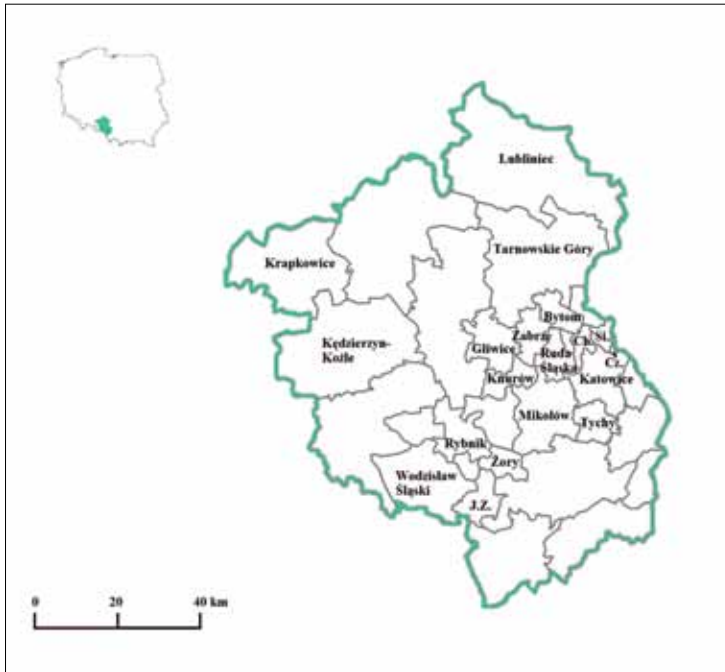 Lubliniec
Tarnowskie Góry
Krapkowice
Bytom
Zabrze
Ch.
Si.
Kędzierzyn-
Koźle
Gliwice
Ruda
Śląska
Cz.
Knurów
Katowice
Mikołów
Tychy
Rybnik
Żory
Wodzisław
Śląski
J.Z.
0 20 40 km